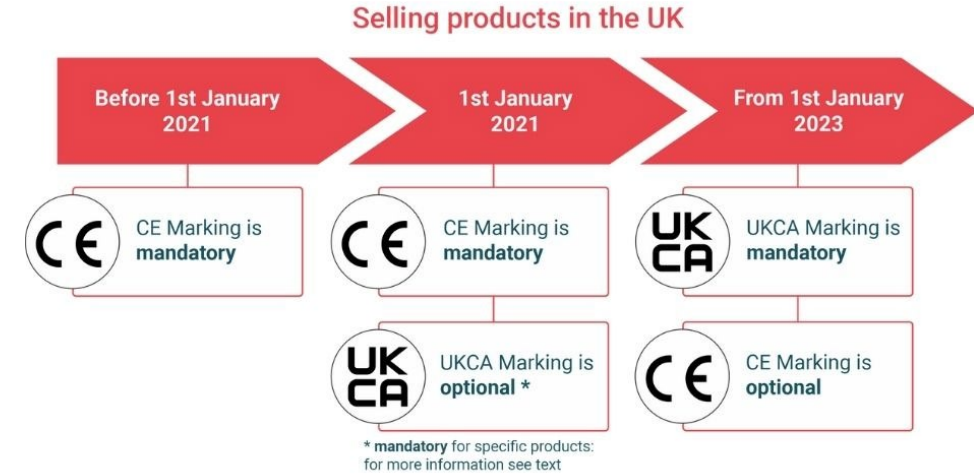 Selling products in the UK
Before 1st January
2021
1st January
2021
From 1st January
2023
CE
CE Marking is
mandatory
CE
CE Marking is
mandatory
UK
CA
UKCA Marking is
mandatory
UK
CA
UKCA Marking is
optional *
CE
CE Marking is
optional
* mandatory for specific products:
for more information see text